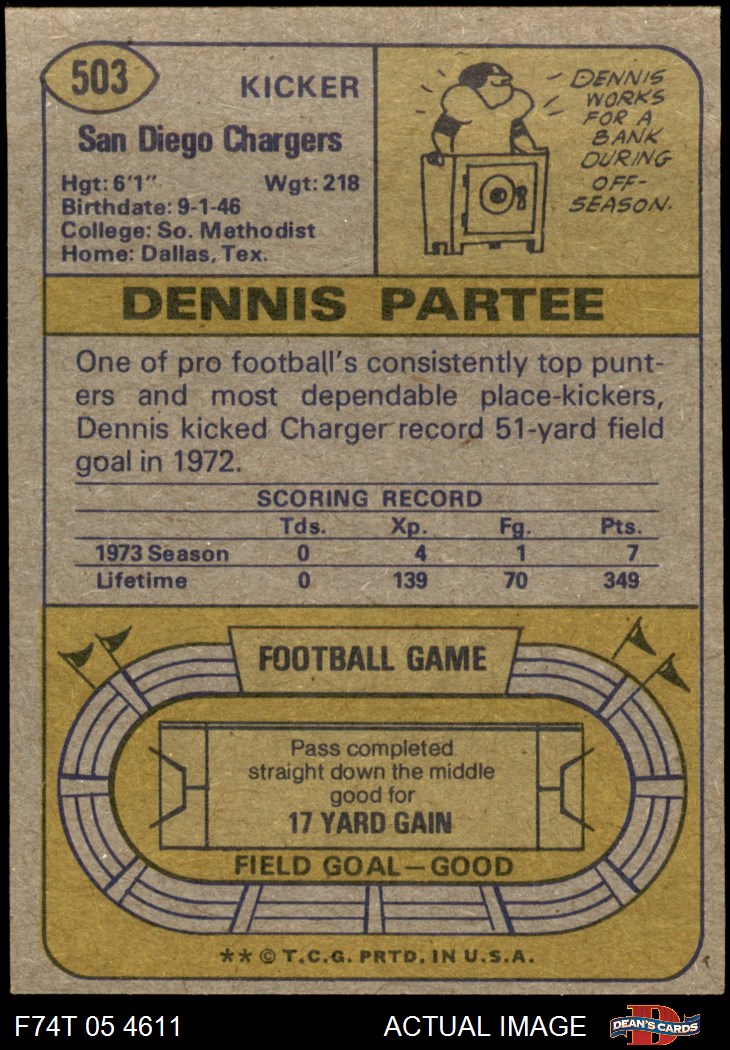 503
KICKER
San Diego Chargers
Hgt: 6'1"
Wgt: 218
Birthdate: 9-1-46
College: So. Methodist
Home: Dallas, Tex.
DENNIS
WORKS
FOR A
BANK
DURING
OFF-
SEASON.
DENNIS PARTEE
One of pro football's consistently top punt-
ers and most dependable place-kickers,
Dennis kicked Charger record 51-yard field
goal in 1972.
SCORING RECORD
Tds. Xp. Fg. Pts.
1973 Season 0 4 1 7
Lifetime 0 139 70 349
FOOTBALL GAME
Pass completed
straight down the middle
good for
17 YARD GAIN
FIELD GOAL—GOOD
** © T.C.G. PRTD. IN U.S.A.
F74T 05 4611 ACTUAL IMAGE
DEAN'S CARDS